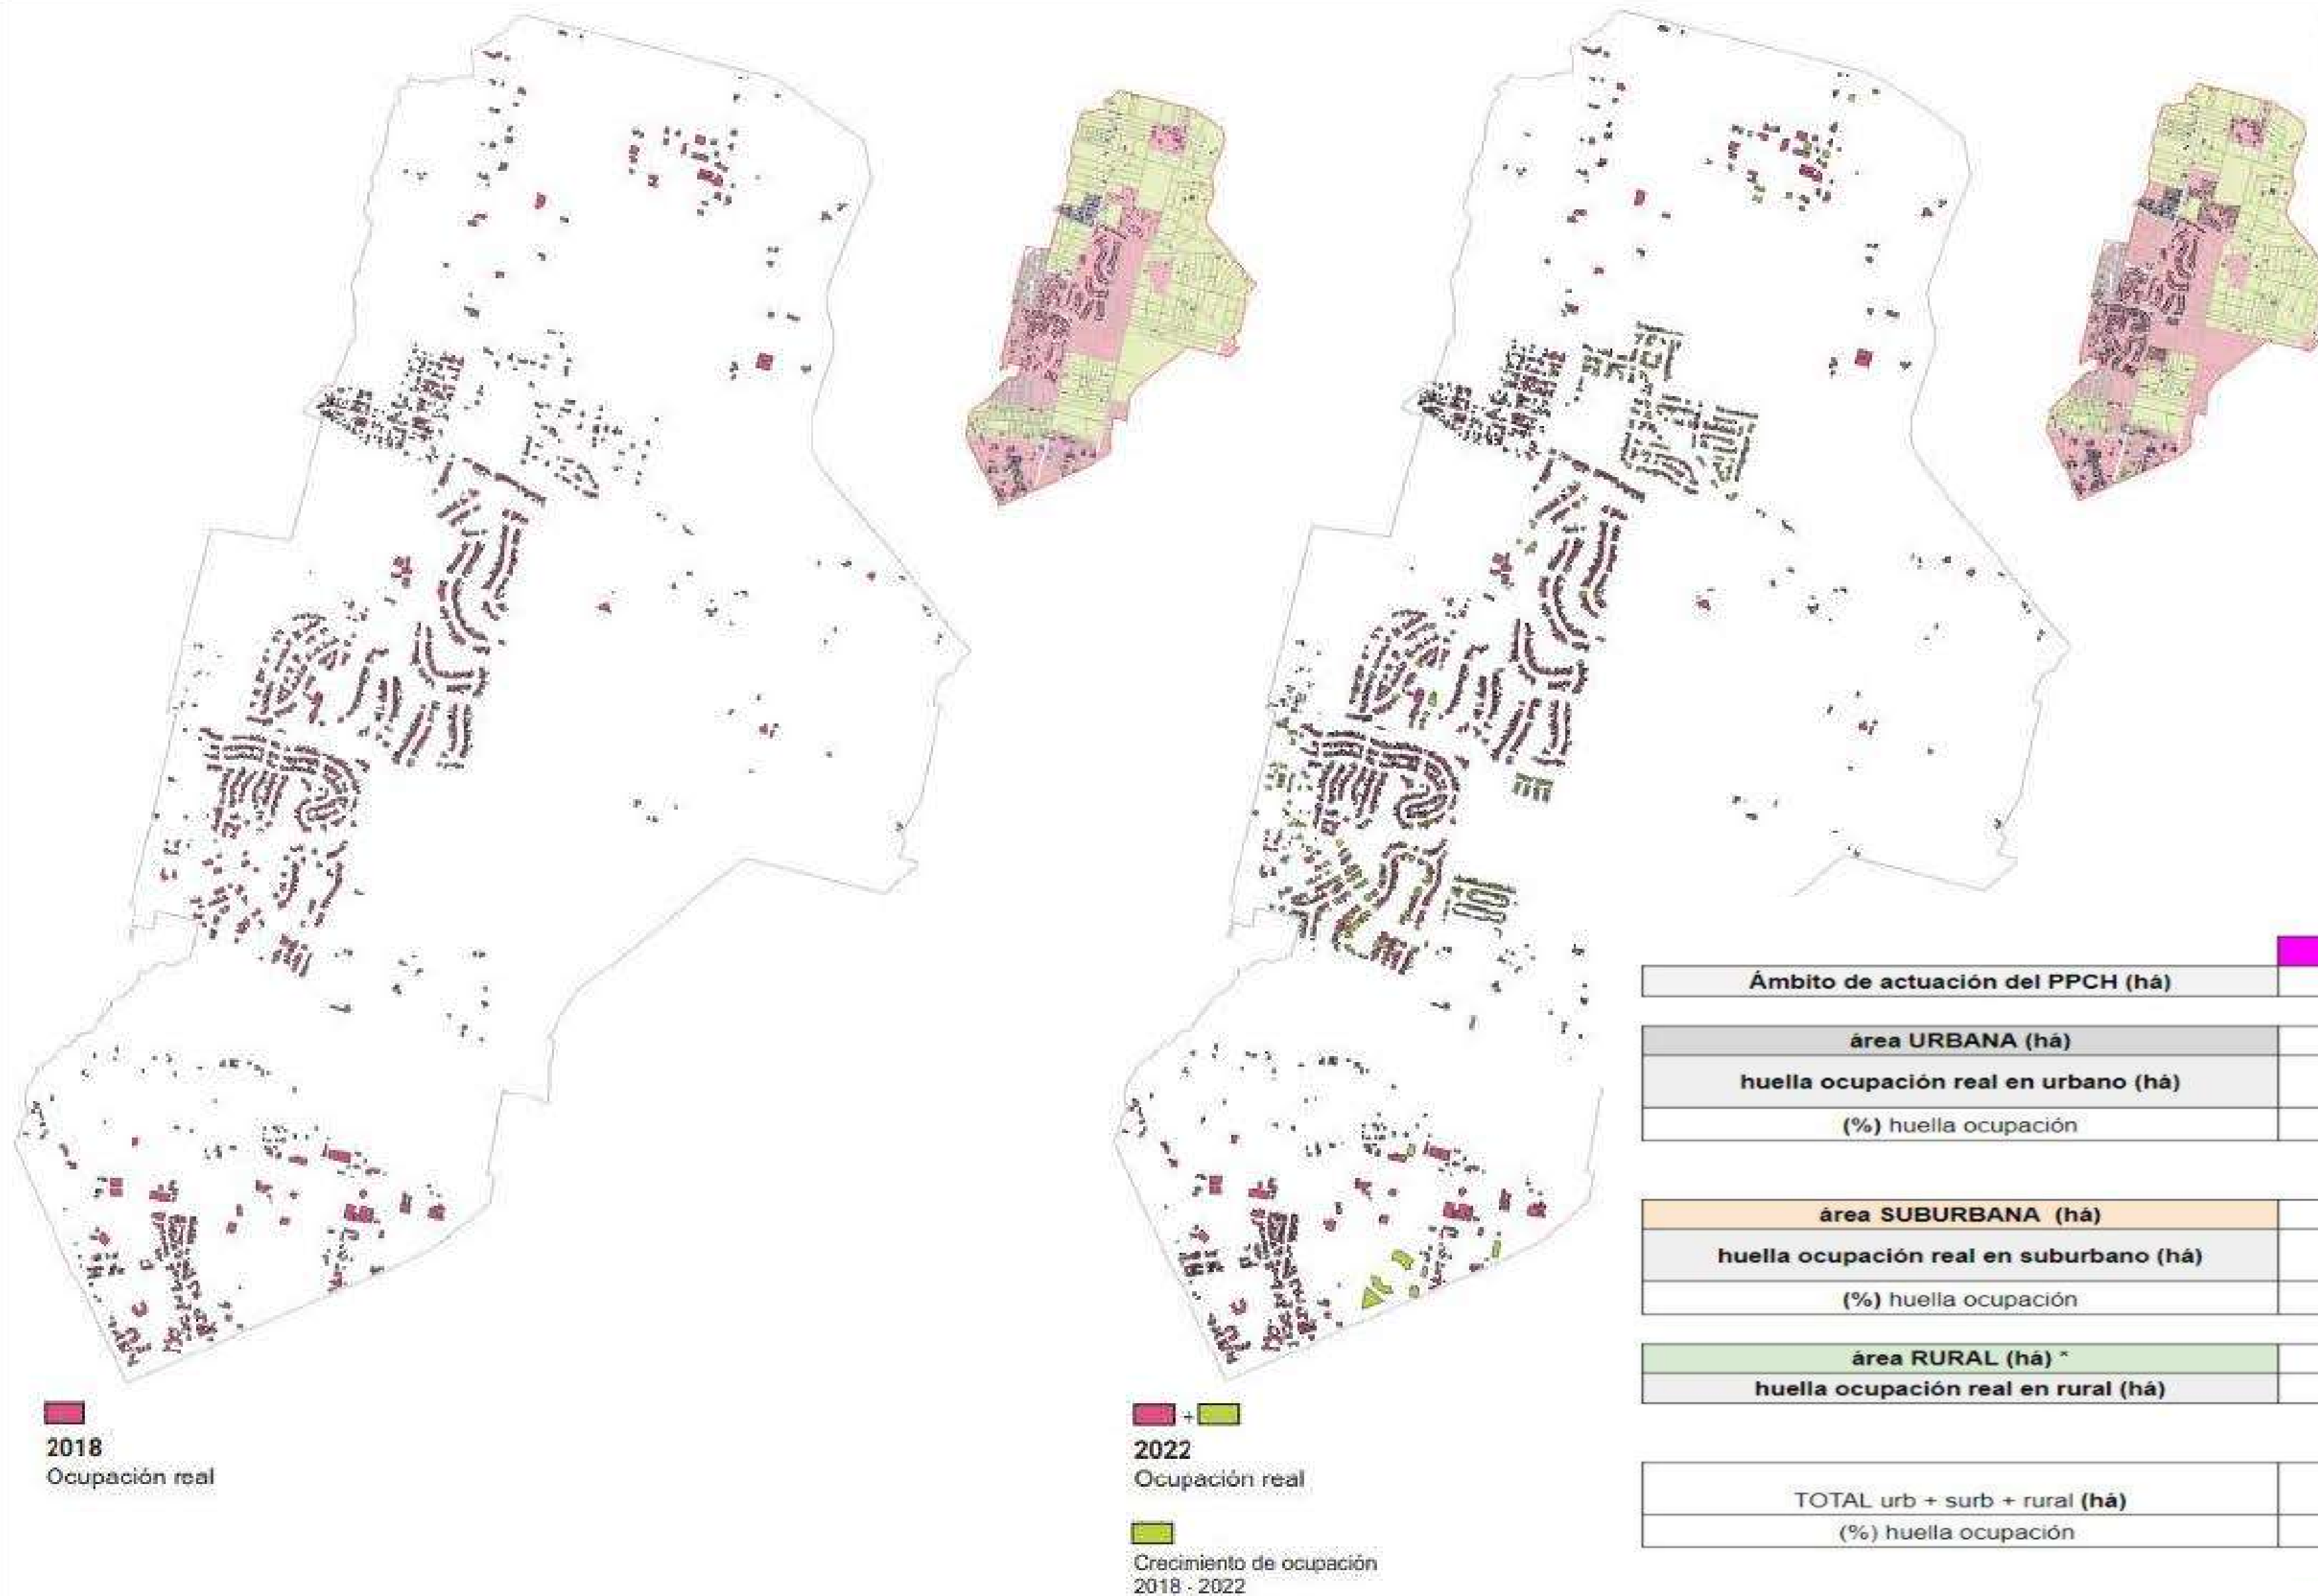 2018
Ocupación real
+
2022
Ocupación real
Crecimiento de ocupación
2018 - 2022
Ámbito de actuación del PPCH (há)
área URBANA (há)
huella ocupación real en urbano (há)
(%) huella ocupación
área SUBURBANA (há)
huella ocupación real en suburbano (há)
(%) huella ocupación
área RURAL (há) *
huella ocupación real en rural (há)
TOTAL urb + surb + rural (há)
(%) huella ocupación